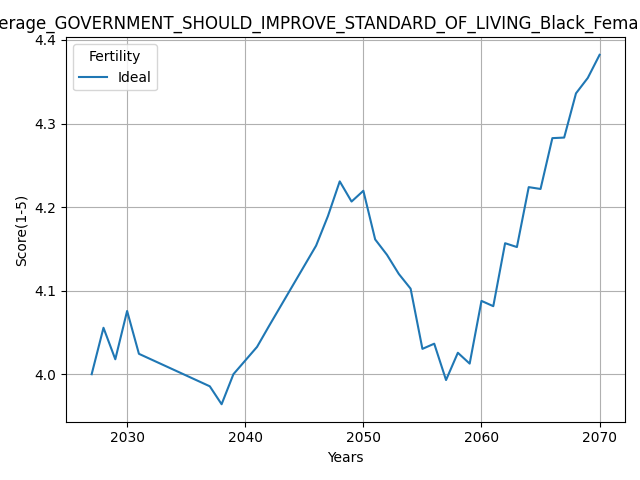 erage_GOVERNMENT_SHOULD_IMPROVE_STANDARD_OF_LIVING_Black_Fema
Fertility
Ideal
4.4
4.3
4.2
4.1
4.0
Score(1-5)
2030 2040 2050 2060 2070
Years